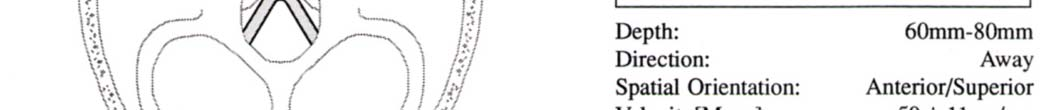 Depth: 60mm-80mm
Direction: Away
Spatial Orientation: Anterior/Superior